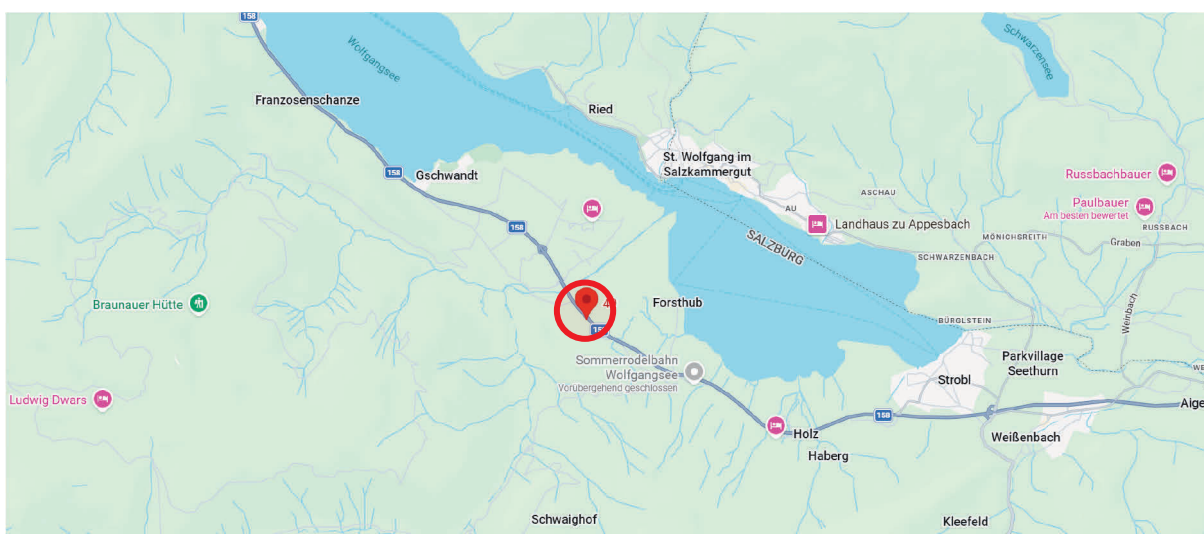 158
Wolfgangsee
Schwarzensee
Franzosenschanze
Ried
St. Wolfgang im
Salzkammergut
158
Gschwandt
Russbachbauer
ASCHAU
Paulbauer
Am besten bewertet
AU
Landhaus zu Appesbach
RUSSBACH
158
SALZBURG
MÖNICHSREITH
Graben
SCHWARZENBACH
Braunauer Hütte
Forsthub
Weinbach
BÜRGLSTEIN
Sommerrodelbahn
Wolfgangsee
Vorübergehend geschlossen
Parkvillage
Seethurn
Strobl
Ludwig Dwars
Aige
158
Holz
Weißenbach
Haberg
Schwaighof
Kleefeld